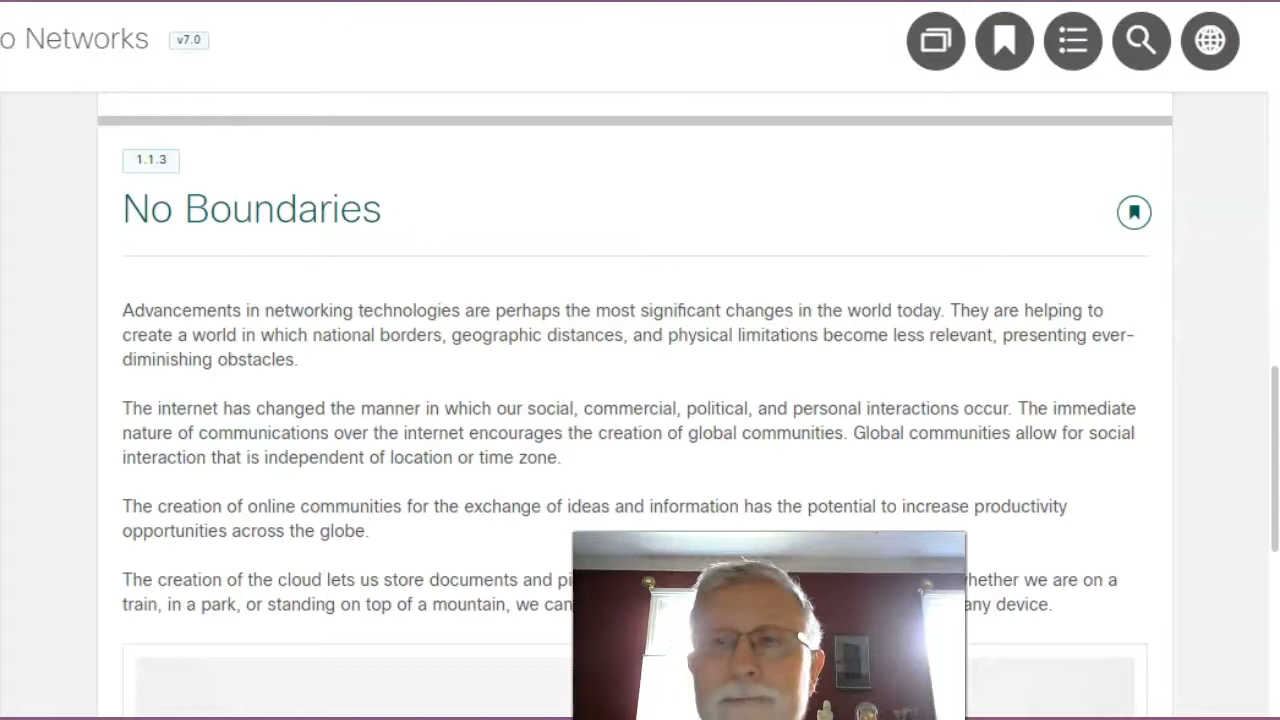 o Networks v7.0
1.1.3
No Boundaries
Advancements in networking technologies are perhaps the most significant changes in the world today. They are helping to
create a world in which national borders, geographic distances, and physical limitations become less relevant, presenting ever-
diminishing obstacles.
The internet has changed the manner in which our social, commercial, political, and personal interactions occur. The immediate
nature of communications over the internet encourages the creation of global communities. Global communities allow for social
interaction that is independent of location or time zone.
The creation of online communities for the exchange of ideas and information has the potential to increase productivity
opportunities across the globe.
The creation of the cloud lets us store documents and pi hether we are on a
train, in a park, or standing on top of a mountain, we can any device.